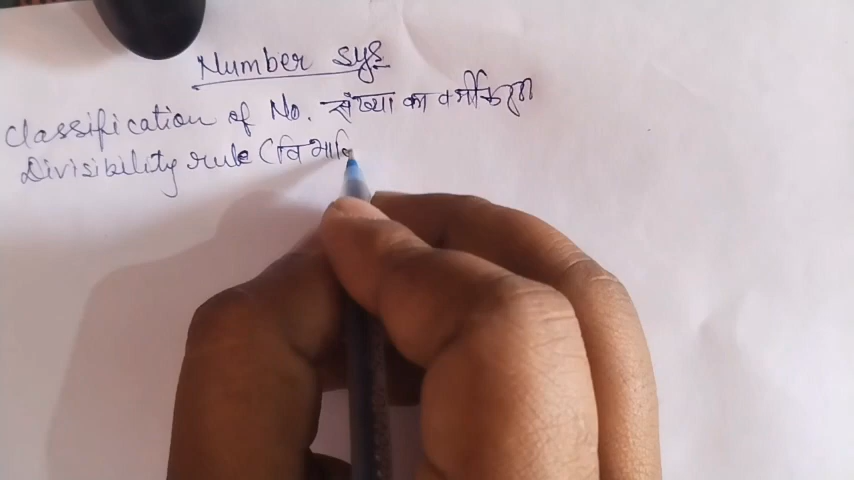 Number sys
Classification of No. संख्या का वर्गीकरण
Divisibility rule (विभा